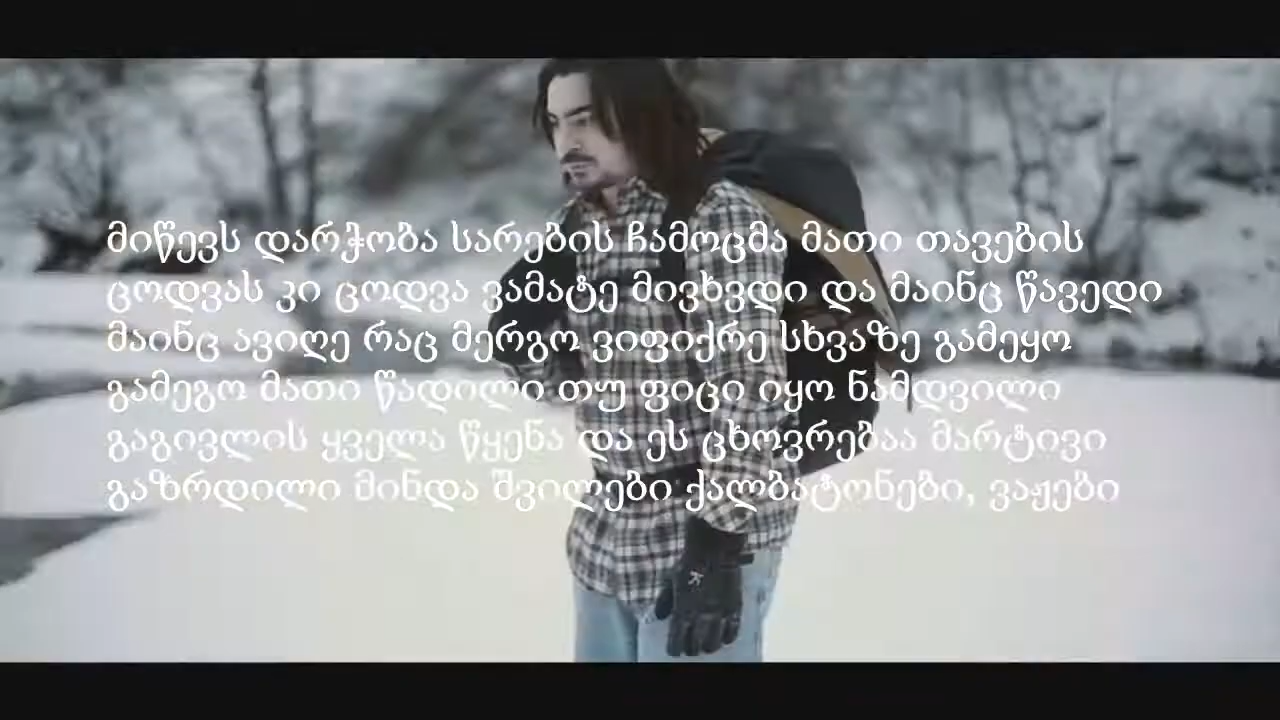 მიწევს დარჭობა სარების ჩამოცმა მათი თავების
ცოდვას კი ცოდვა ვამატე მივხვდი და მაინც წავედი
მაინც ავიღე რაც მერგო ვიფიქრე სხვაზე გამეყო
გამეგო მათი წადილი თუ ფიცი იყო ნამდვილი
გაგივლის ყველა წყენა და ეს ცხოვრებაა მარტივი
გაზრდილი მინდა შვილები ქალბატონები, ვაჟები